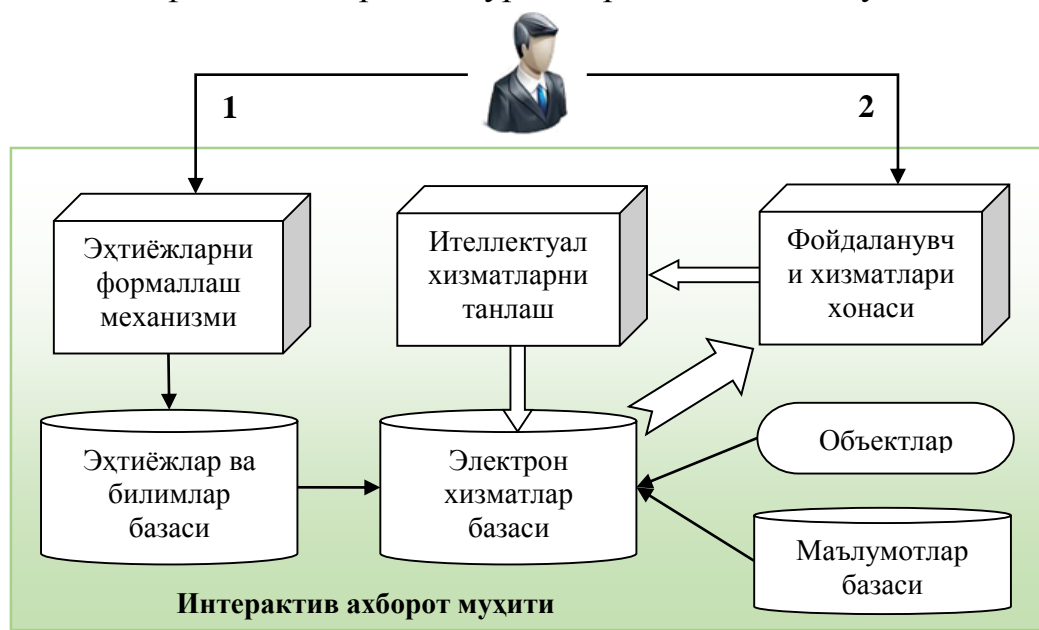 1
2
Эҳтиёжларни
формаллаш
механизми
Ителлектуал
хизматларни
танлаш
Фойдаланувч
и хизматлари
хонаси
Эҳтиёжлар ва
билимлар
базаси
Электрон
хизматлар
базаси
Объектлар
Маълумотлар
базаси
Интерактив ахборот муҳити